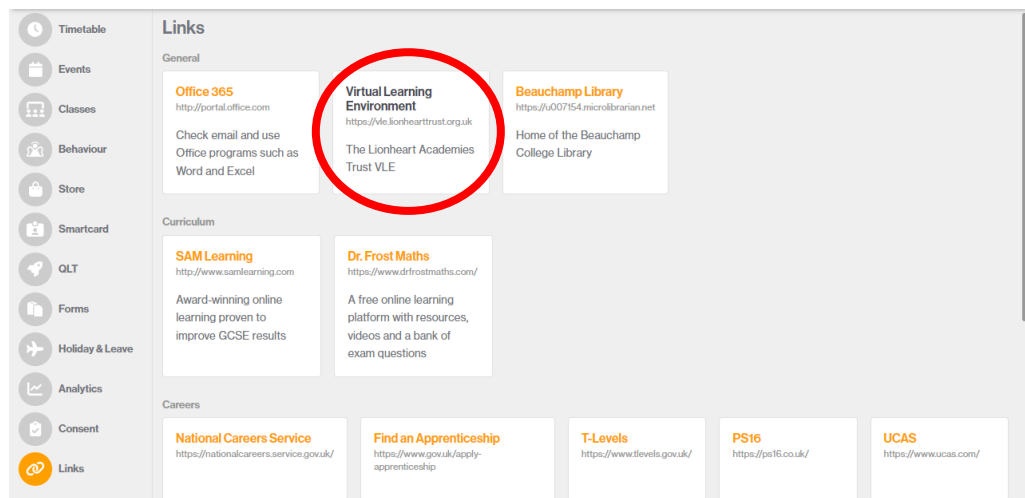 Timetable
Events
Classes
Behaviour
Store
Smartcard
QLT
Forms
Holiday & Leave
Analytics
Consent
Links
Links
General
Office 365
http://portal.office.com
Check email and use
Office programs such as
Word and Excel
Virtual Learning
Environment
https://vle.lionhearttrust.org.uk
The Lionheart Academies
Trust VLE
Beauchamp Library
https://u007154.microlibrarian.net
Home of the Beauchamp
College Library
Curriculum
SAM Learning
http://www.samlearning.com
Award-winning online
learning proven to
improve GCSE results
Dr. Frost Maths
https://www.drfrostmaths.com/
A free online learning
platform with resources,
videos and a bank of
exam questions
Careers
National Careers Service
https://nationalcareers.service.gov.uk/
Find an Apprenticeship
https://www.gov.uk/apply-
apprenticeship
T-Levels
https://www.tlevels.gov.uk/
PS16
https://ps16.co.uk/
UCAS
https://www.ucas.com/